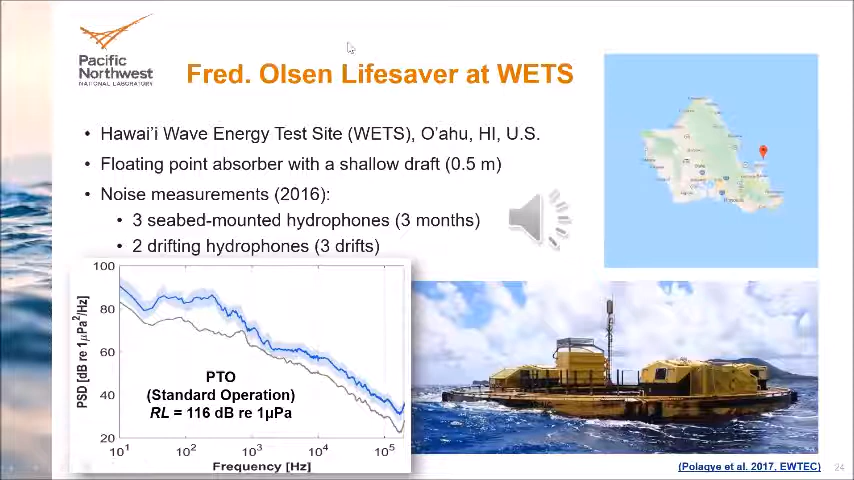 Pacific
Northwest
NATIONAL LABORATORY
Fred. Olsen Lifesaver at WETS
• Hawai'i Wave Energy Test Site (WETS), O'ahu, HI, U.S.
• Floating point absorber with a shallow draft (0.5 m)
• Noise measurements (2016):
• 3 seabed-mounted hydrophones (3 months)
• 2 drifting hydrophones (3 drifts)
100
80
60
40
20
PSD [dB re 1μPa²/Hz]
PTO
(Standard Operation)
RL = 116 dB re 1μPa
10¹ 10² 10³ 10⁴ 10⁵
Frequency [Hz]
(Polagye et al. 2017, EWTEC)
24